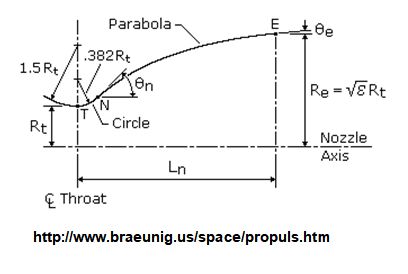 Parabola
E
θe
1.5Rt
.382Rt
θn
N
T
Circle
Re = √ε Rt
Rt
Nozzle
Axis
Ln
℄ Throat
http://www.braeunig.us/space/propuls.htm